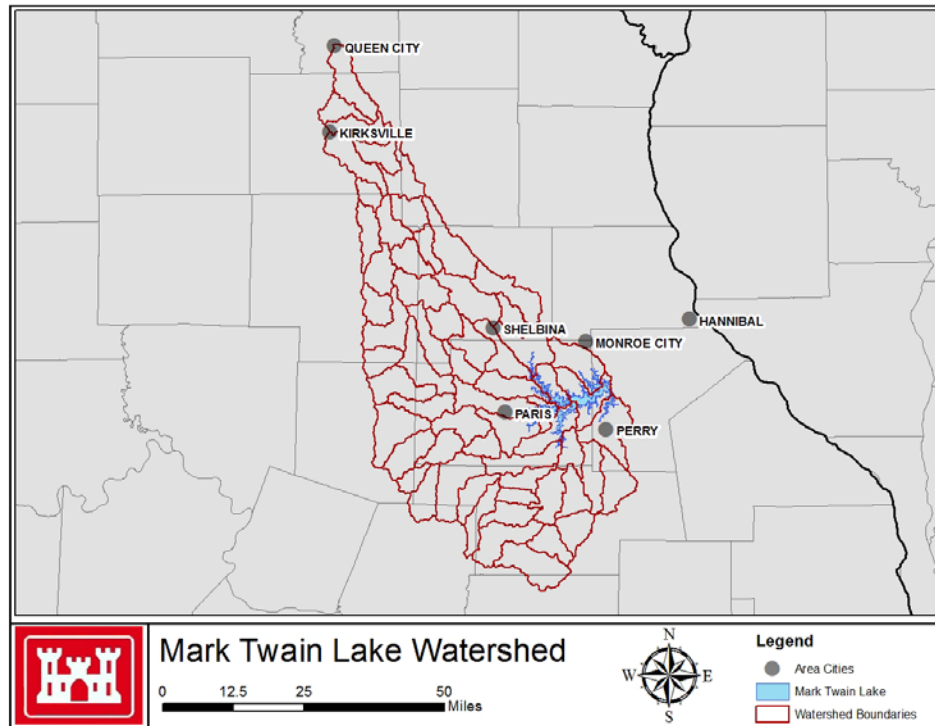 QUEEN CITY
KIRKSVILLE
HANNIBAL
SHELBINA
MONROE CITY
PARIS
PERRY
Mark Twain Lake Watershed
0 12.5 25 50
Miles
N
W E
S
Legend
Area Cities
Mark Twain Lake
Watershed Boundaries